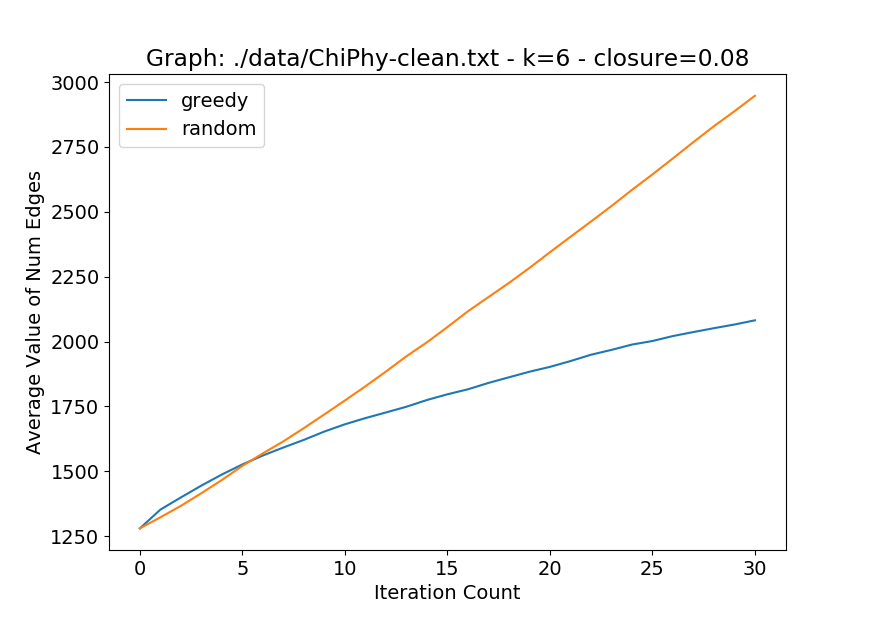 Graph: ./data/ChiPhy-clean.txt - k=6 - closure=0.08
greedy
random
Average Value of Num Edges
3000
2750
2500
2250
2000
1750
1500
1250
0 5 10 15 20 25 30
Iteration Count